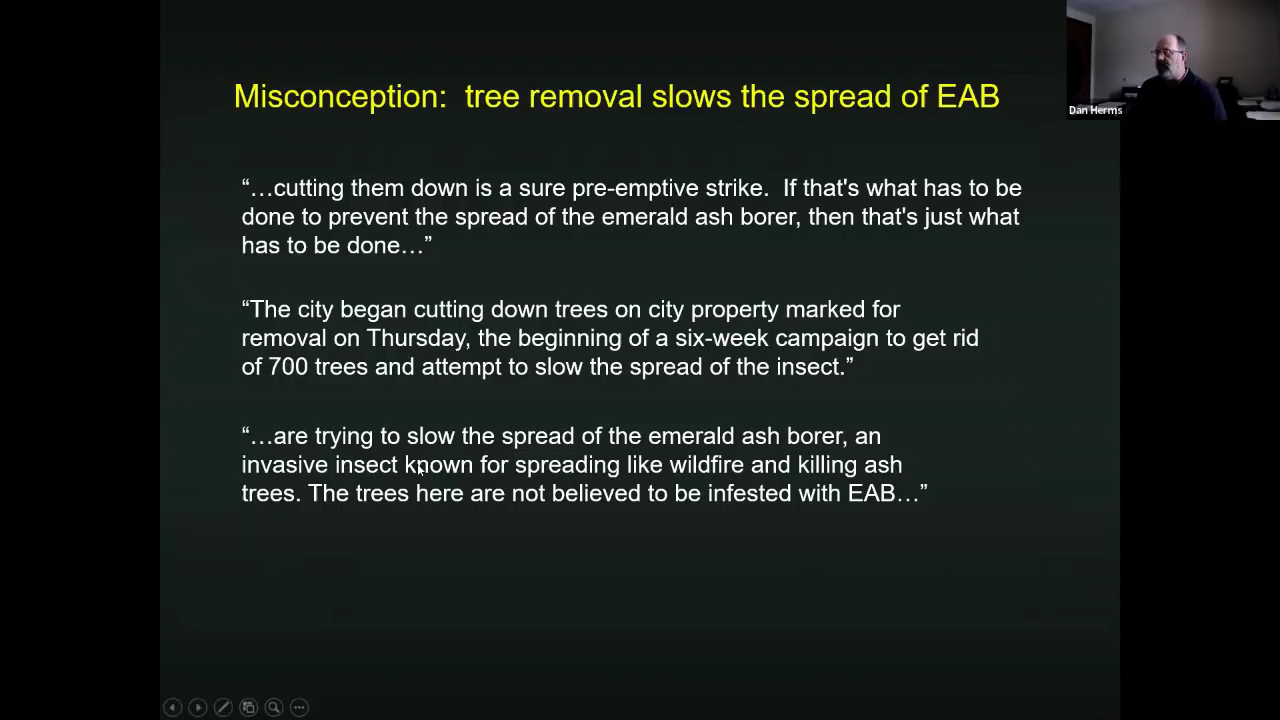 Misconception:  tree removal slows the spread of EAB
Dan Herms
“…cutting them down is a sure pre-emptive strike.  If that's what has to be
done to prevent the spread of the emerald ash borer, then that's just what
has to be done…”
“The city began cutting down trees on city property marked for
removal on Thursday, the beginning of a six-week campaign to get rid
of 700 trees and attempt to slow the spread of the insect.”
“…are trying to slow the spread of the emerald ash borer, an
invasive insect known for spreading like wildfire and killing ash
trees. The trees here are not believed to be infested with EAB…”